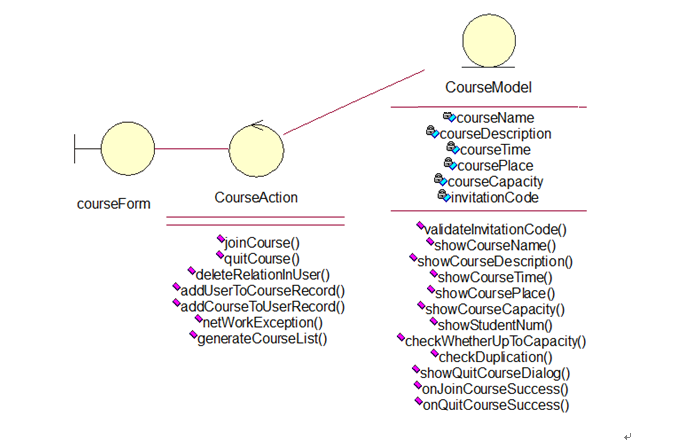 CourseModel
courseName
courseDescription
courseTime
coursePlace
courseCapacity
invitationCode
validateInvitationCode()
showCourseName()
showCourseDescription()
showCourseTime()
showCoursePlace()
showCourseCapacity()
showStudentNum()
checkWhetherUpToCapacity()
checkDuplication()
showQuitCourseDialog()
onJoinCourseSuccess()
onQuitCourseSuccess()
courseForm
CourseAction
joinCourse()
quitCourse()
deleteRelationInUser()
addUserToCourseRecord()
addCourseToUserRecord()
netWorkException()
generateCourseList()